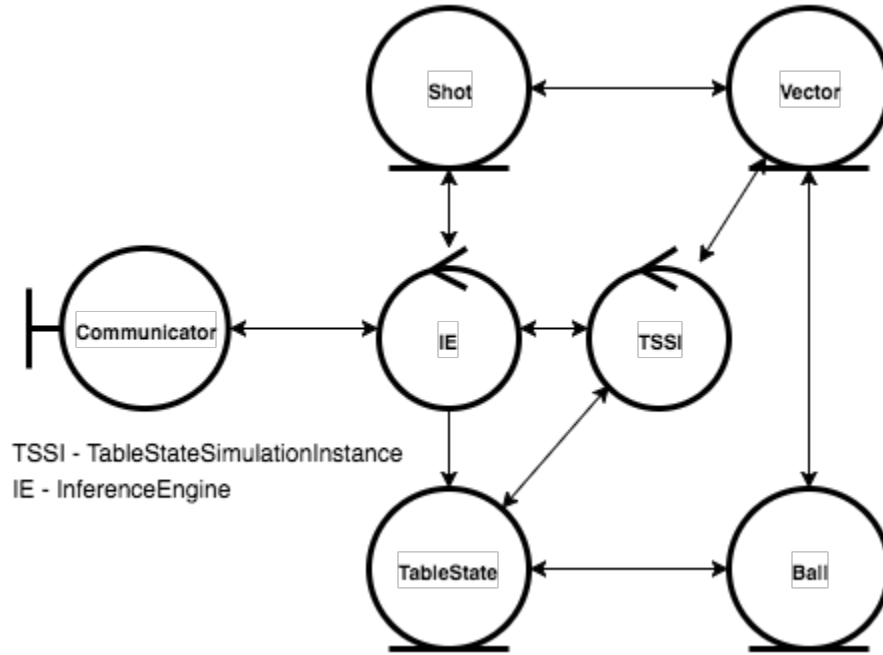 Shot
Vector
Communicator
IE
TSSI
TSSI - TableStateSimulationInstance
IE - InferenceEngine
TableState
Ball